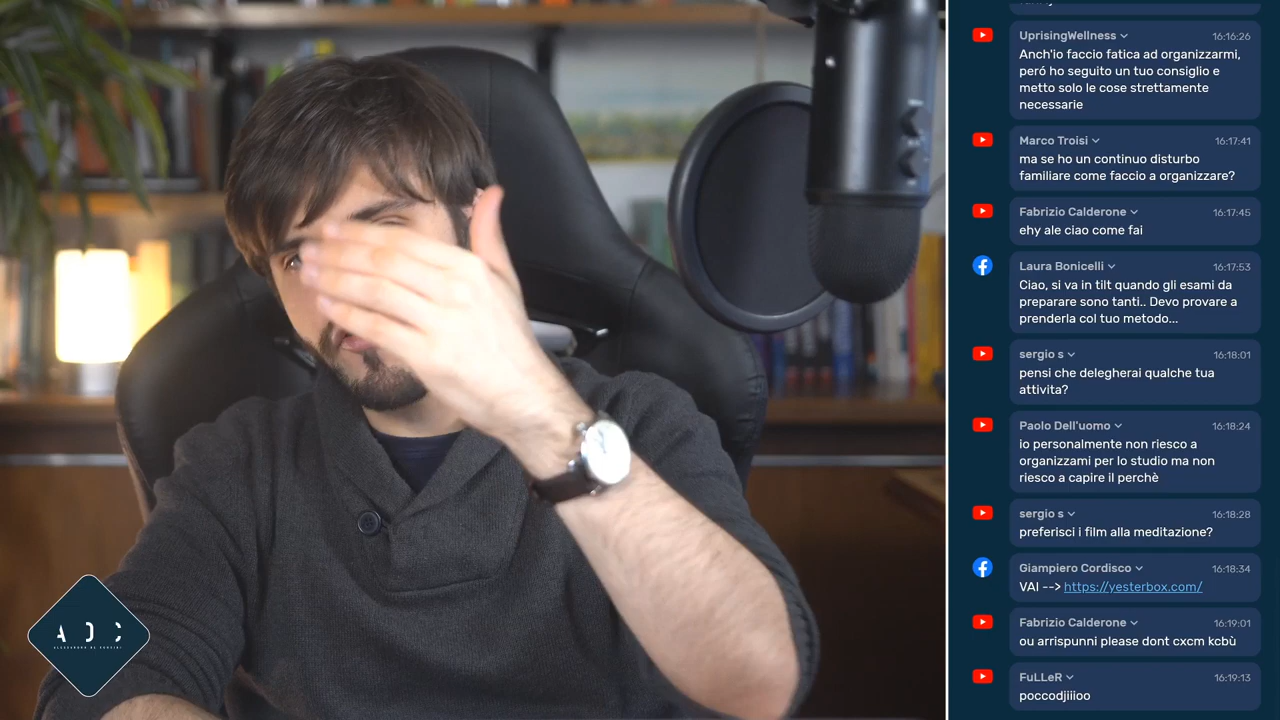 UprisingWellness
16:16:26
Anch'io faccio fatica ad organizzarmi,
peró ho seguito un tuo consiglio e
metto solo le cose strettamente
necessarie
Marco Troisi
16:17:41
ma se ho un continuo disturbo
familiare come faccio a organizzare?
Fabrizio Calderone
16:17:45
ehy ale ciao come fai
Laura Bonicelli
16:17:53
Ciao, si va in tilt quando gli esami da
preparare sono tanti.. Devo provare a
prenderla col tuo metodo...
sergio s
16:18:01
pensi che delegherai qualche tua
attivita?
Paolo Dell'uomo
16:18:24
io personalmente non riesco a
organizzami per lo studio ma non
riesco a capire il perchè
sergio s
16:18:28
preferisci i film alla meditazione?
Giampiero Cordisco
16:18:34
VAI --> https://yesterbox.com/
Fabrizio Calderone
16:19:01
ou arrispunni please dont cxcm kcbù
FuLLeR
16:19:13
poccodjiiioo